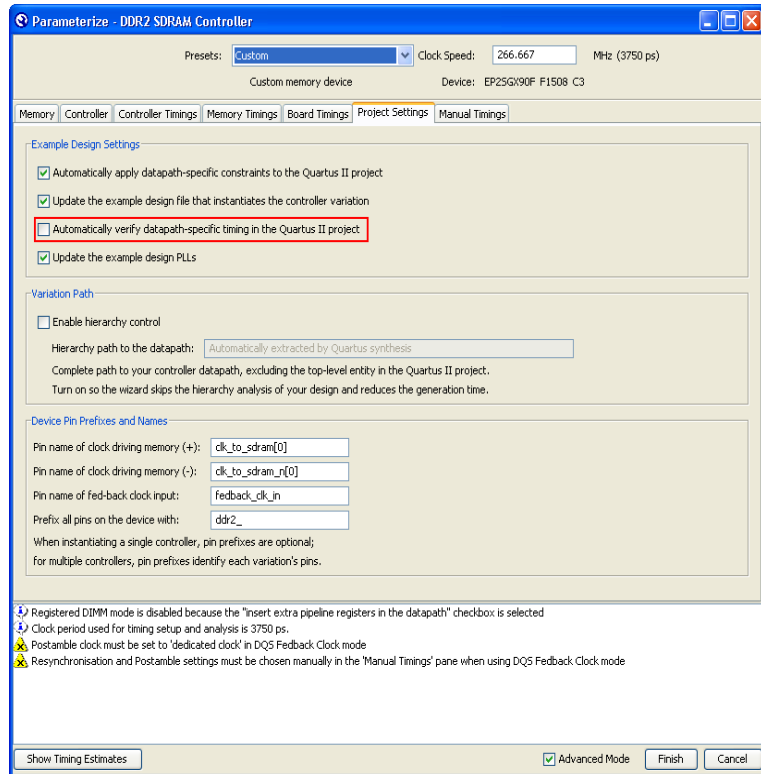 Parameterize - DDR2 SDRAM Controller
Presets: Custom Clock Speed: 266.667 MHz (3750 ps)
Custom memory device Device: EP2SGX90F F1508 C3
Memory Controller Controller Timings Memory Timings Board Timings Project Settings Manual Timings
Example Design Settings
Automatically apply datapath-specific constraints to the Quartus II project
Update the example design file that instantiates the controller variation
Automatically verify datapath-specific timing in the Quartus II project
Update the example design PLLs
Variation Path
Enable hierarchy control
Hierarchy path to the datapath: Automatically extracted by Quartus synthesis
Complete path to your controller datapath, excluding the top-level entity in the Quartus II project.
Turn on so the wizard skips the hierarchy analysis of your design and reduces the generation time.
Device Pin Prefixes and Names
Pin name of clock driving memory (+): clk_to_sdram[0]
Pin name of clock driving memory (-): clk_to_sdram_n[0]
Pin name of fed-back clock input: fedback_clk_in
Prefix all pins on the device with: ddr2_
When instantiating a single controller, pin prefixes are optional;
for multiple controllers, pin prefixes identify each variation's pins.
Registered DIMM mode is disabled because the "insert extra pipeline registers in the datapath" checkbox is selected
Clock period used for timing setup and analysis is 3750 ps.
Postamble clock must be set to 'dedicated clock' in DQS Fedback Clock mode
Resynchronisation and Postamble settings must be chosen manually in the 'Manual Timings' pane when using DQS Fedback Clock mode
Show Timing Estimates Advanced Mode Finish Cancel